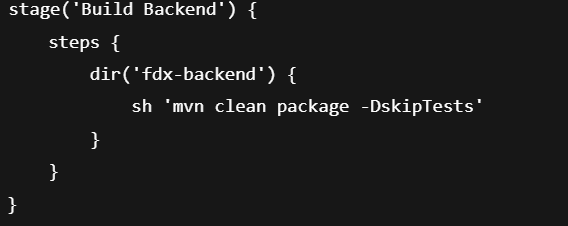 stage('Build Backend') {
    steps {
        dir('fdx-backend') {
            sh 'mvn clean package -DskipTests'
        }
    }
}